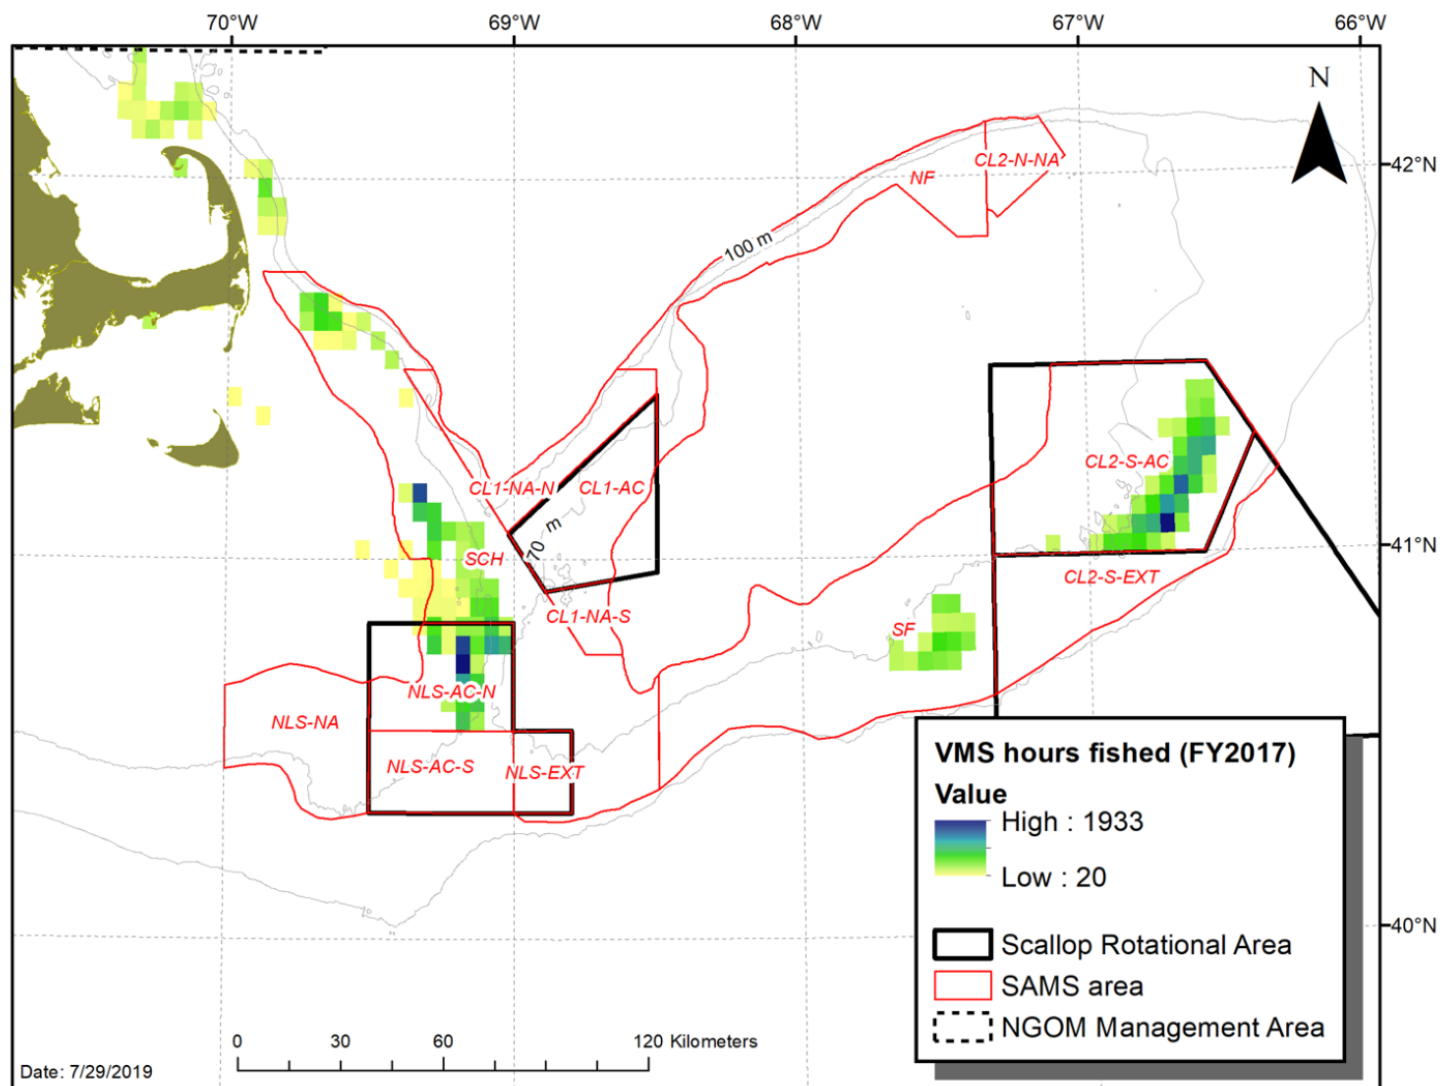 70°W 69°W 68°W 67°W 66°W
N
42°N
CL2-N-NA
NF
100 m
CL2-S-AC
CL1-NA-N CL1-AC
70 m
41°N
SCH
CL2-S-EXT
CL1-NA-S
SF
NLS-AC-N
NLS-NA
NLS-AC-S NLS-EXT
VMS hours fished (FY2017)
Value
High : 1933
Low : 20
40°N
Scallop Rotational Area
SAMS area
NGOM Management Area
0 30 60 120 Kilometers
Date: 7/29/2019